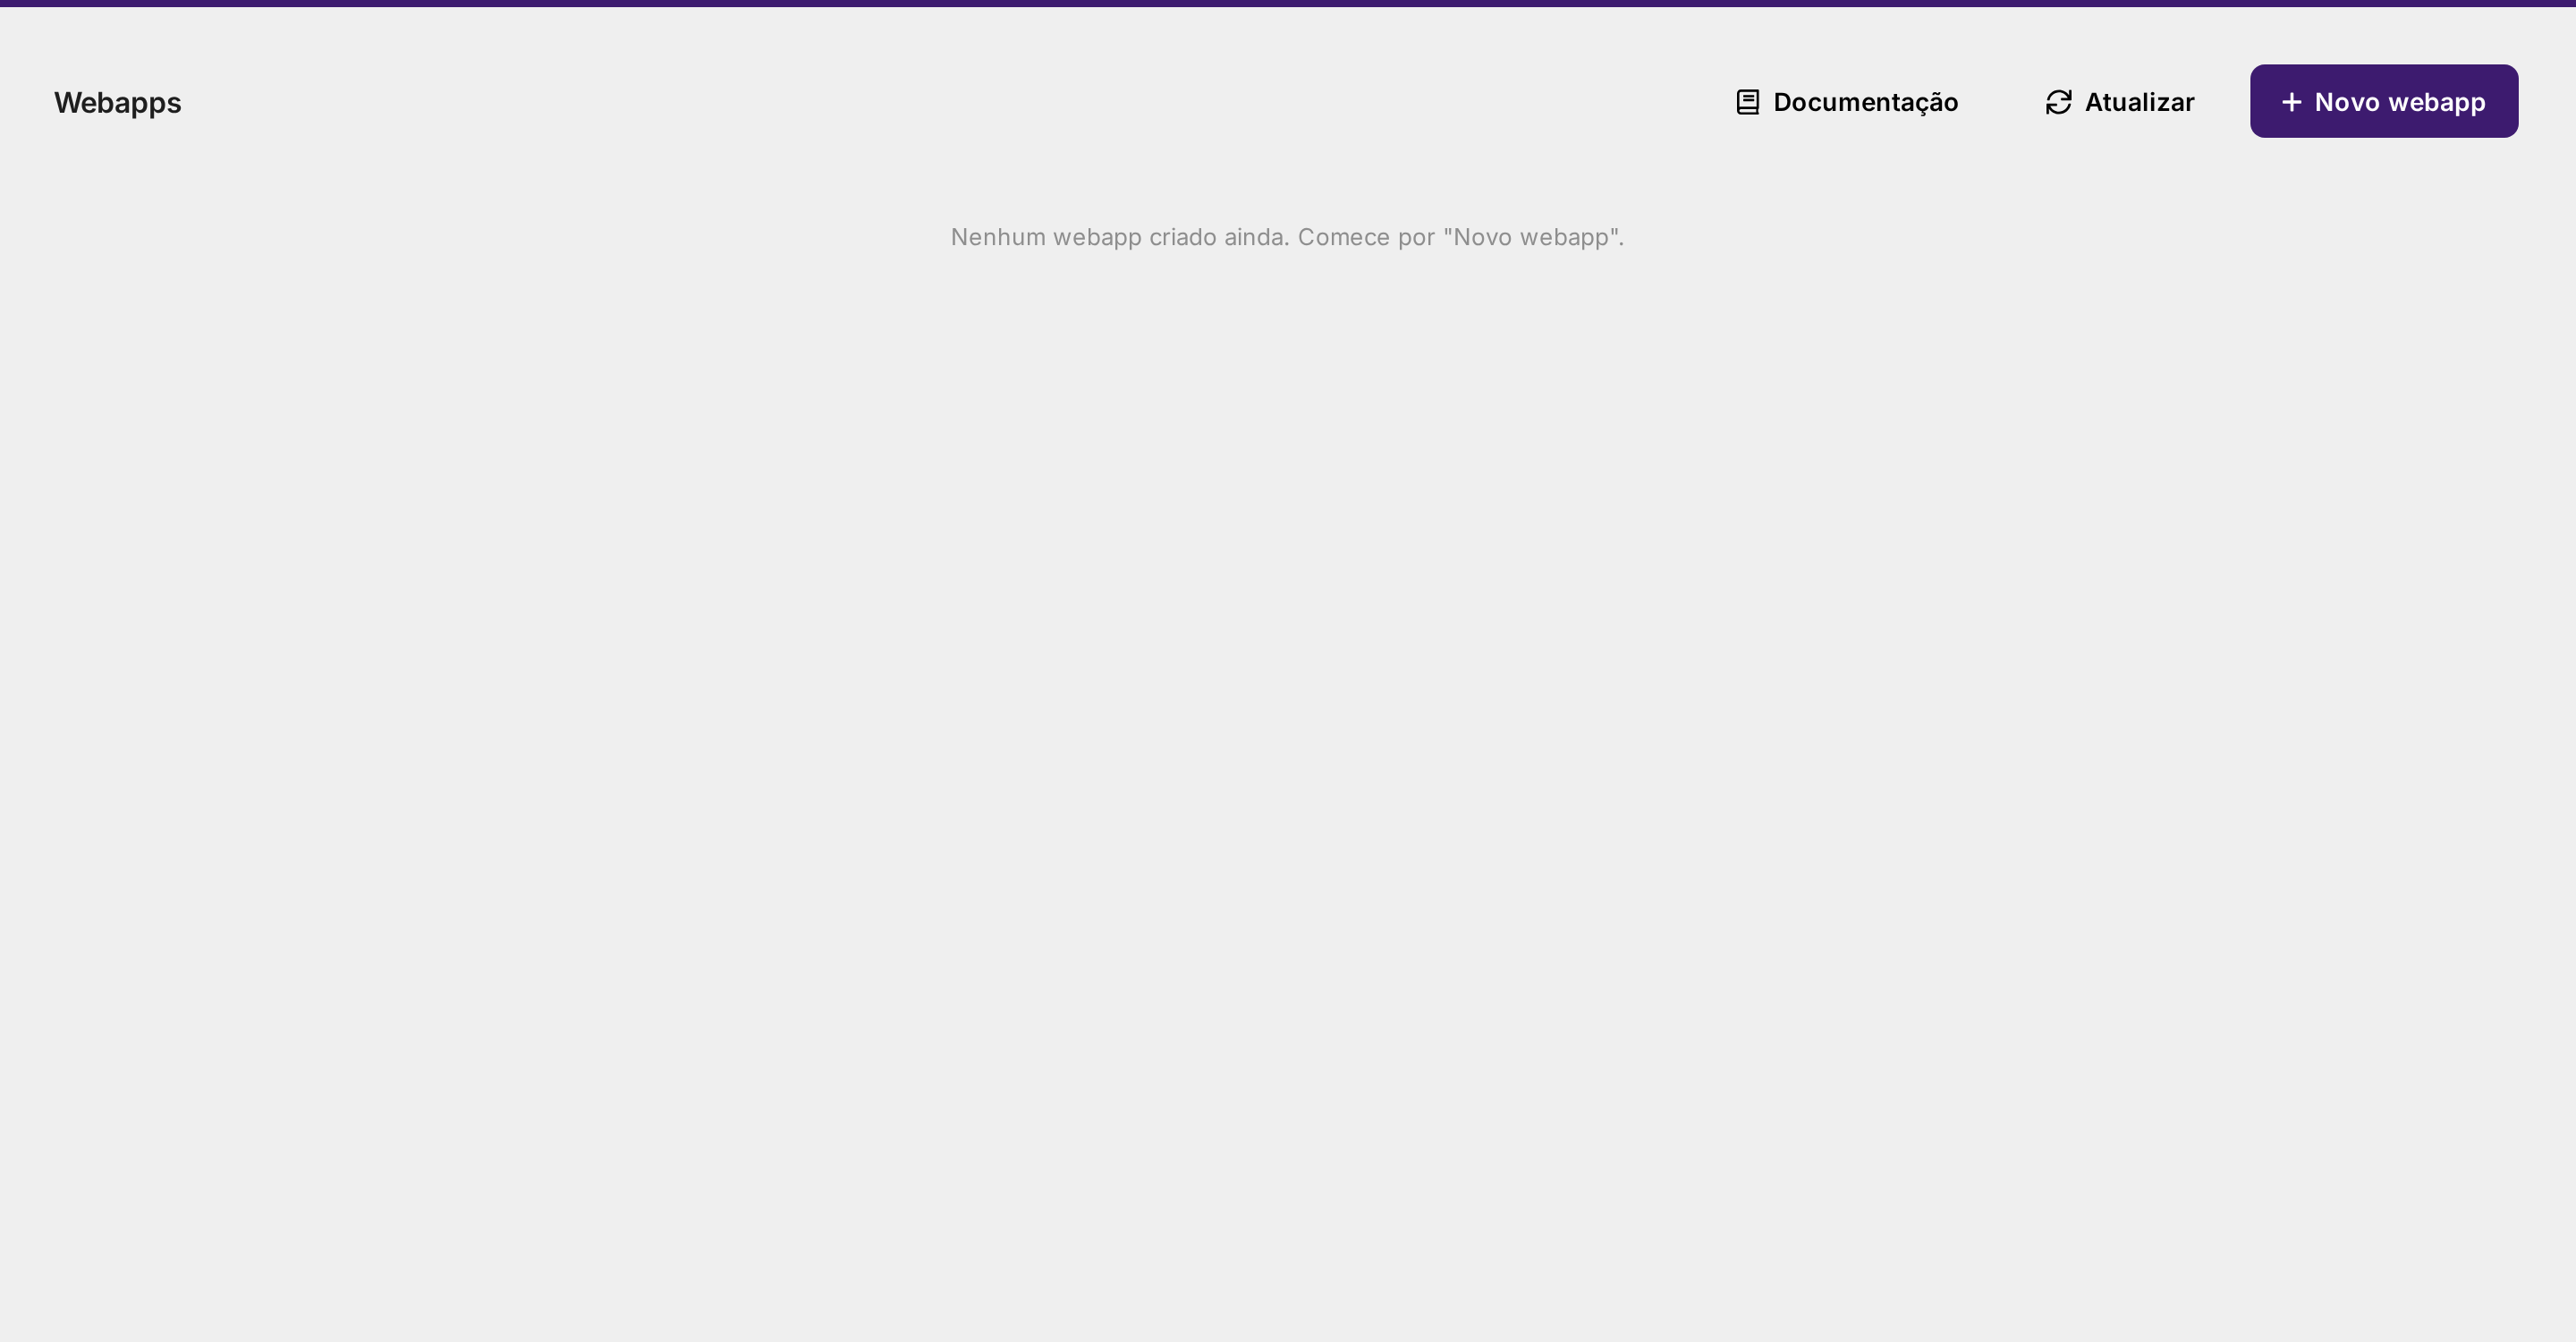 Webapps
Documentação
Atualizar
+ Novo webapp
Nenhum webapp criado ainda. Comece por "Novo webapp".